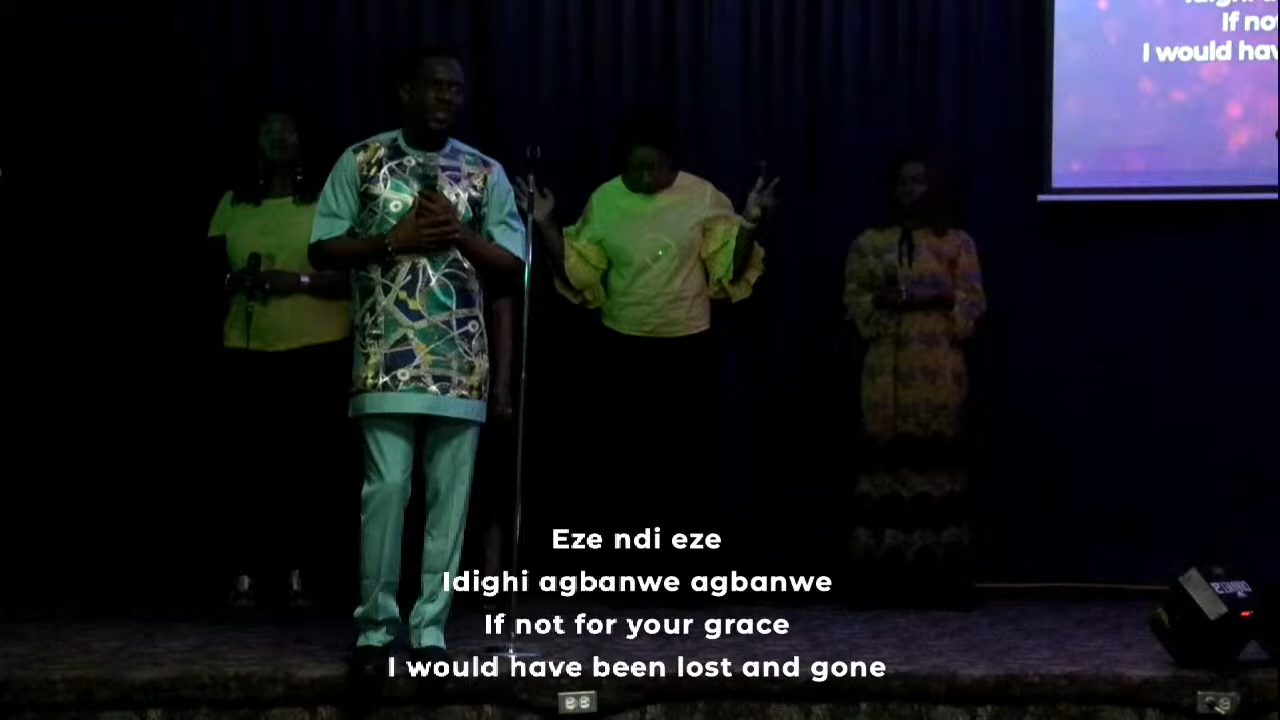 If no
I would hav
Eze ndi eze
Idighi agbanwe agbanwe
If not for your grace
I would have been lost and gone